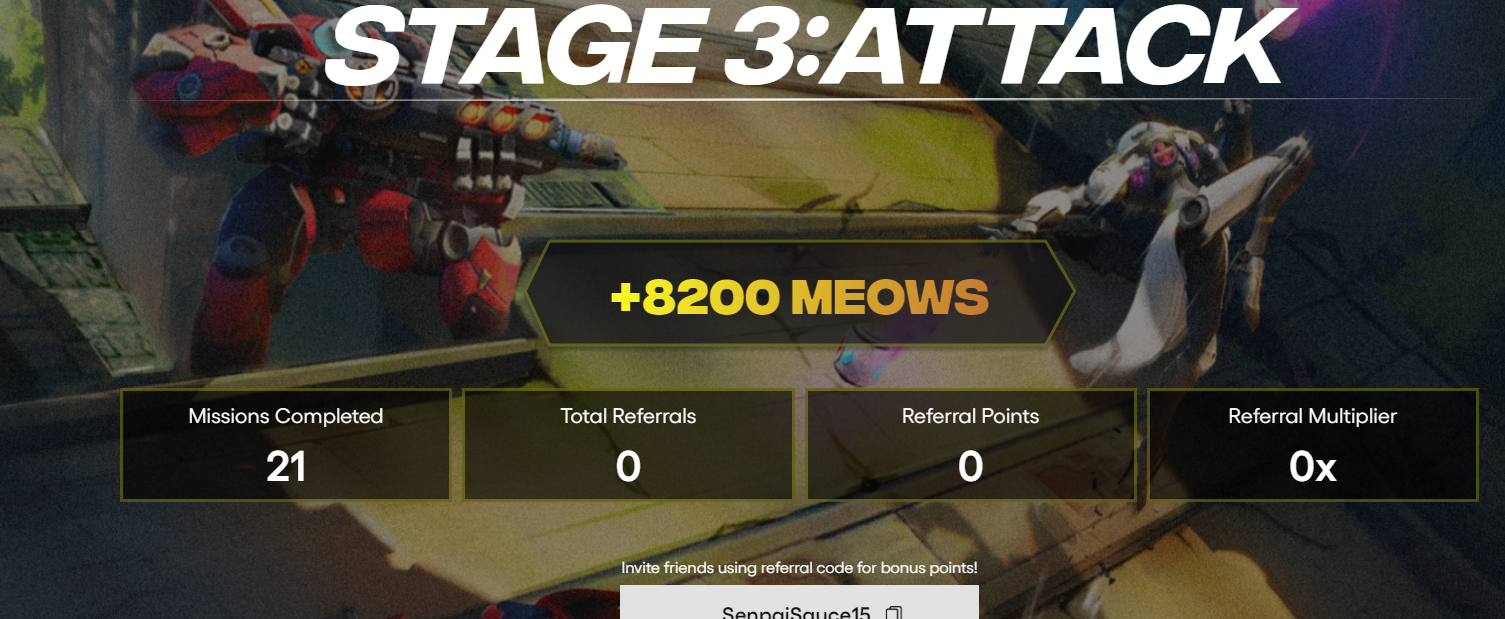 STAGE 3:ATTACK
+8200 MEOWS
Missions Completed
21
Total Referrals
0
Referral Points
0
Referral Multiplier
0x
Invite friends using referral code for bonus points!
SenpaiSauce15